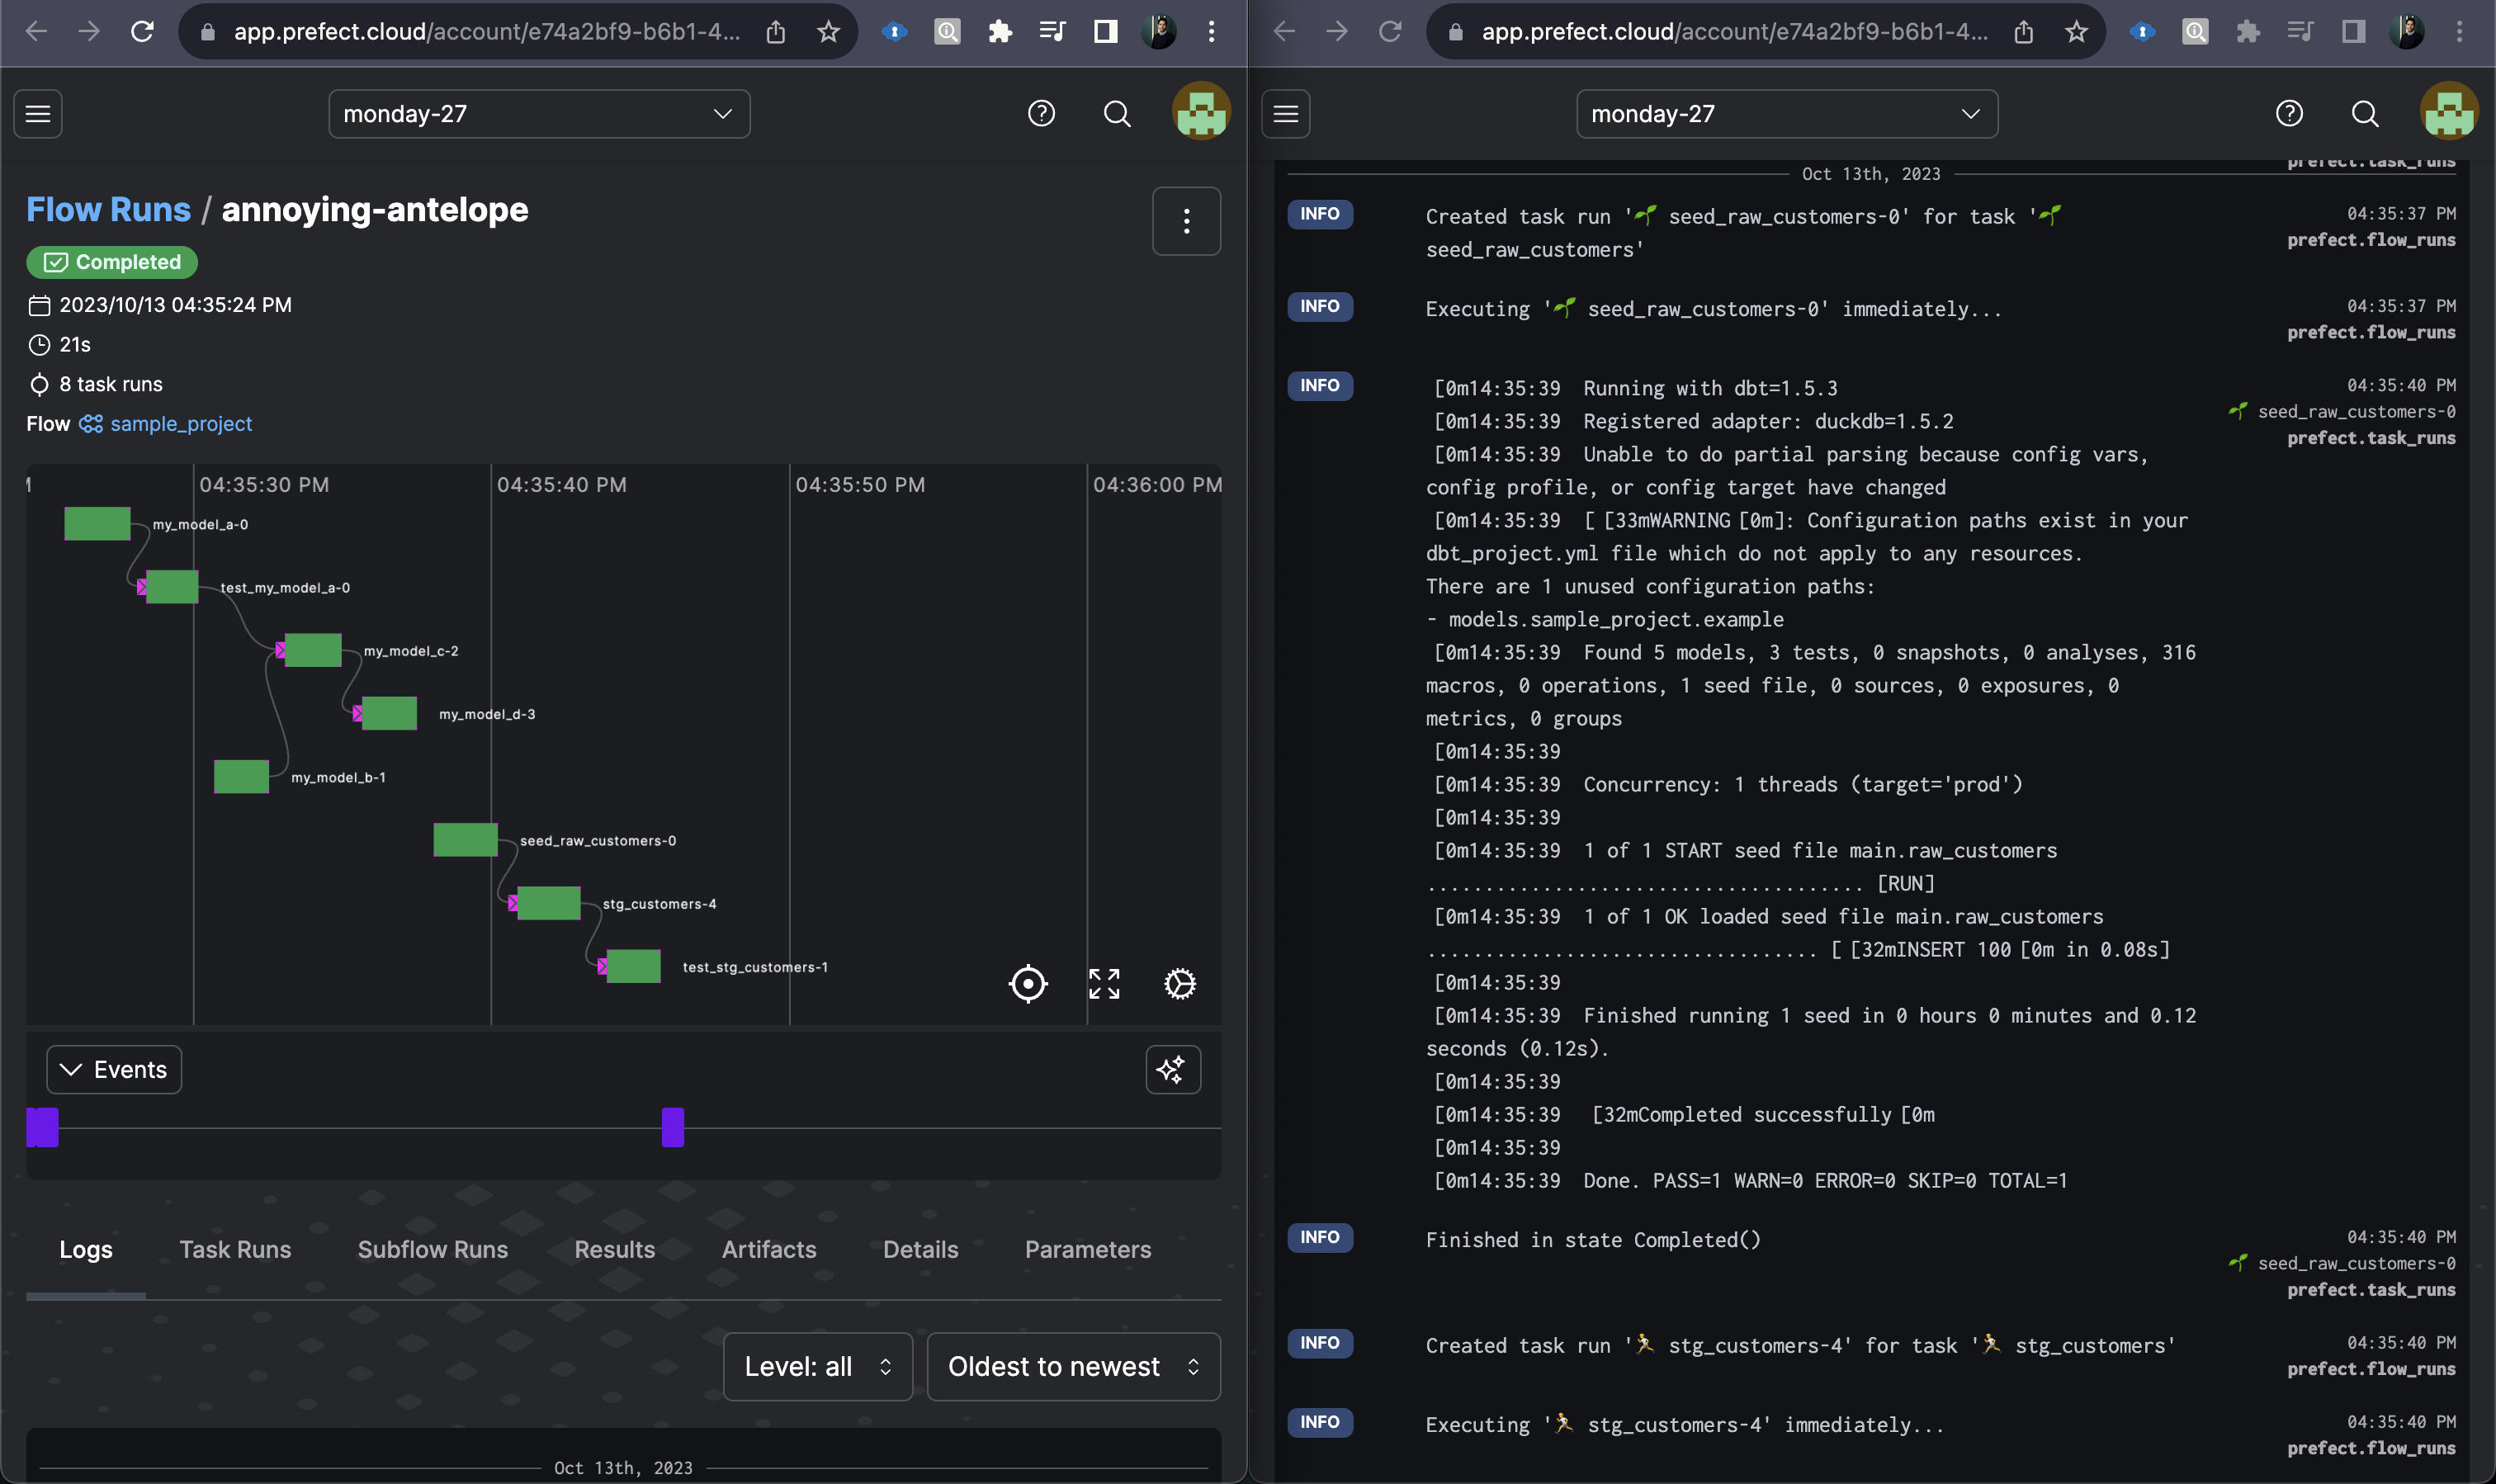 app.prefect.cloud/account/e74a2bf9-b6b1-4...
monday-27
Flow Runs / annoying-antelope
Completed
2023/10/13 04:35:24 PM
21s
8 task runs
Flow sample_project
04:35:30 PM 04:35:40 PM 04:35:50 PM 04:36:00 PM
my_model_a-0
test_my_model_a-0
my_model_c-2
my_model_d-3
my_model_b-1
seed_raw_customers-0
stg_customers-4
test_stg_customers-1
Events
Logs Task Runs Subflow Runs Results Artifacts Details Parameters
Level: all Oldest to newest
Oct 13th, 2023
app.prefect.cloud/account/e74a2bf9-b6b1-4...
monday-27
prefect.task_runs
Oct 13th, 2023
INFO Created task run '🌱 seed_raw_customers-0' for task '🌱 04:35:37 PM
seed_raw_customers' prefect.flow_runs
INFO Executing '🌱 seed_raw_customers-0' immediately... 04:35:37 PM
prefect.flow_runs
INFO [0m14:35:39 Running with dbt=1.5.3 04:35:40 PM
[0m14:35:39 Registered adapter: duckdb=1.5.2 🌱 seed_raw_customers-0
[0m14:35:39 Unable to do partial parsing because config vars, prefect.task_runs
config profile, or config target have changed
[0m14:35:39 [ [33mWARNING [0m]: Configuration paths exist in your
dbt_project.yml file which do not apply to any resources.
There are 1 unused configuration paths:
- models.sample_project.example
[0m14:35:39 Found 5 models, 3 tests, 0 snapshots, 0 analyses, 316
macros, 0 operations, 1 seed file, 0 sources, 0 exposures, 0
metrics, 0 groups
[0m14:35:39
[0m14:35:39 Concurrency: 1 threads (target='prod')
[0m14:35:39
[0m14:35:39 1 of 1 START seed file main.raw_customers
...................................... [RUN]
[0m14:35:39 1 of 1 OK loaded seed file main.raw_customers
.................................. [ [32mINSERT 100 [0m in 0.08s]
[0m14:35:39
[0m14:35:39 Finished running 1 seed in 0 hours 0 minutes and 0.12
seconds (0.12s).
[0m14:35:39
[0m14:35:39 [32mCompleted successfully [0m
[0m14:35:39
[0m14:35:39 Done. PASS=1 WARN=0 ERROR=0 SKIP=0 TOTAL=1
INFO Finished in state Completed() 04:35:40 PM
🌱 seed_raw_customers-0
prefect.task_runs
INFO Created task run '🏃 stg_customers-4' for task '🏃 stg_customers' 04:35:40 PM
prefect.flow_runs
INFO Executing '🏃 stg_customers-4' immediately... 04:35:40 PM
prefect.flow_runs